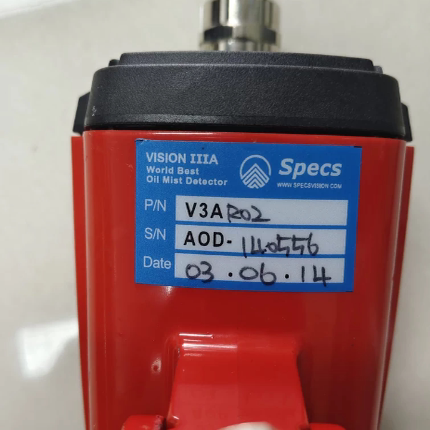 VISION IIIA
World Best
Oil Mist Detector
Specs
WWW.SPECSVISION.COM
P/N V3AR02
S/N AOD-140556
Date 03.06.14